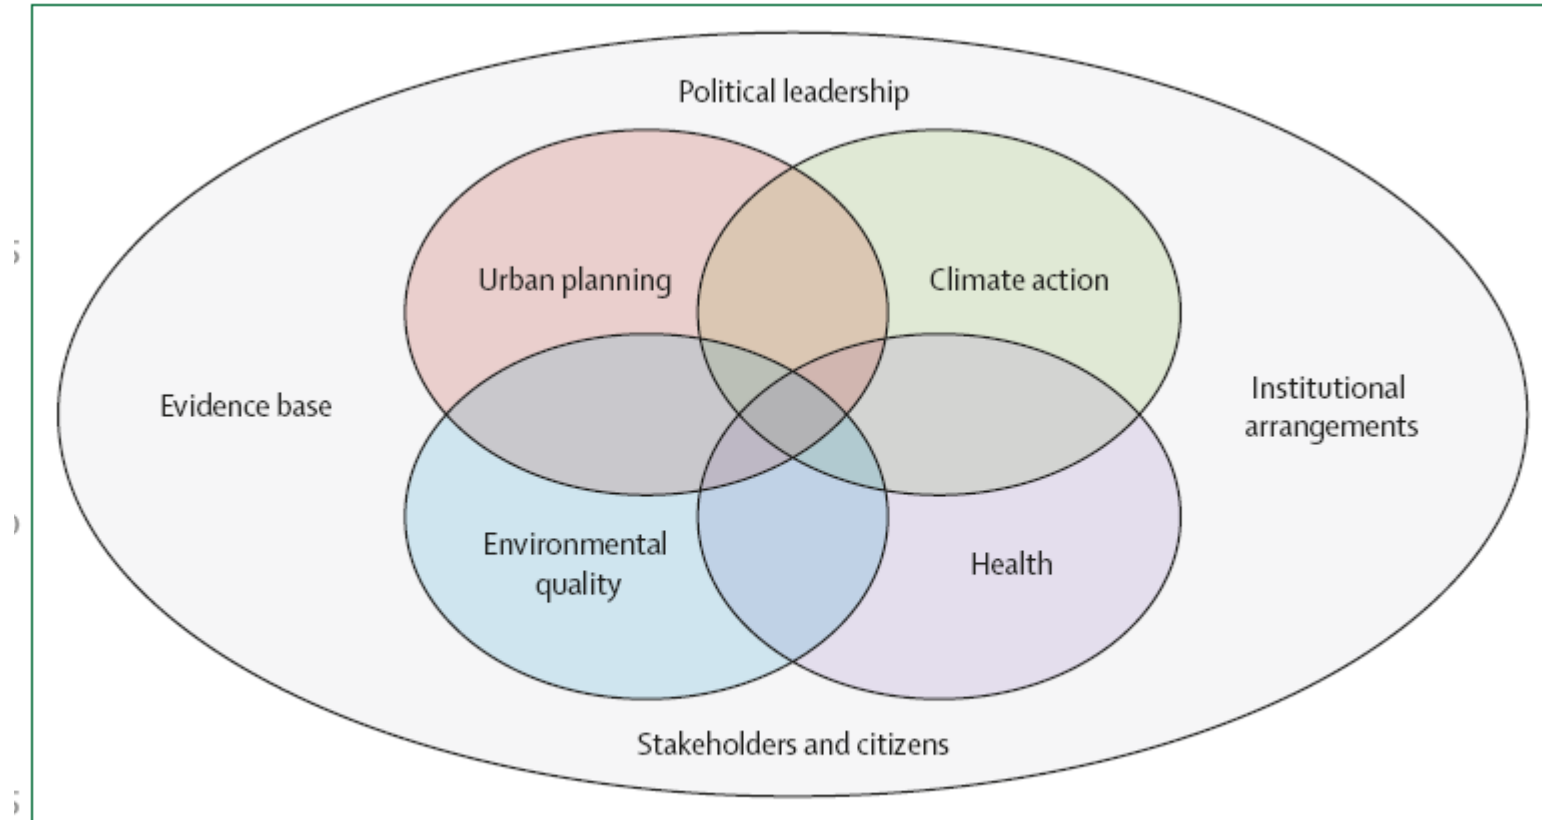 Political leadership
Urban planning
Climate action
Evidence base
Institutional
arrangements
Environmental
quality
Health
Stakeholders and citizens